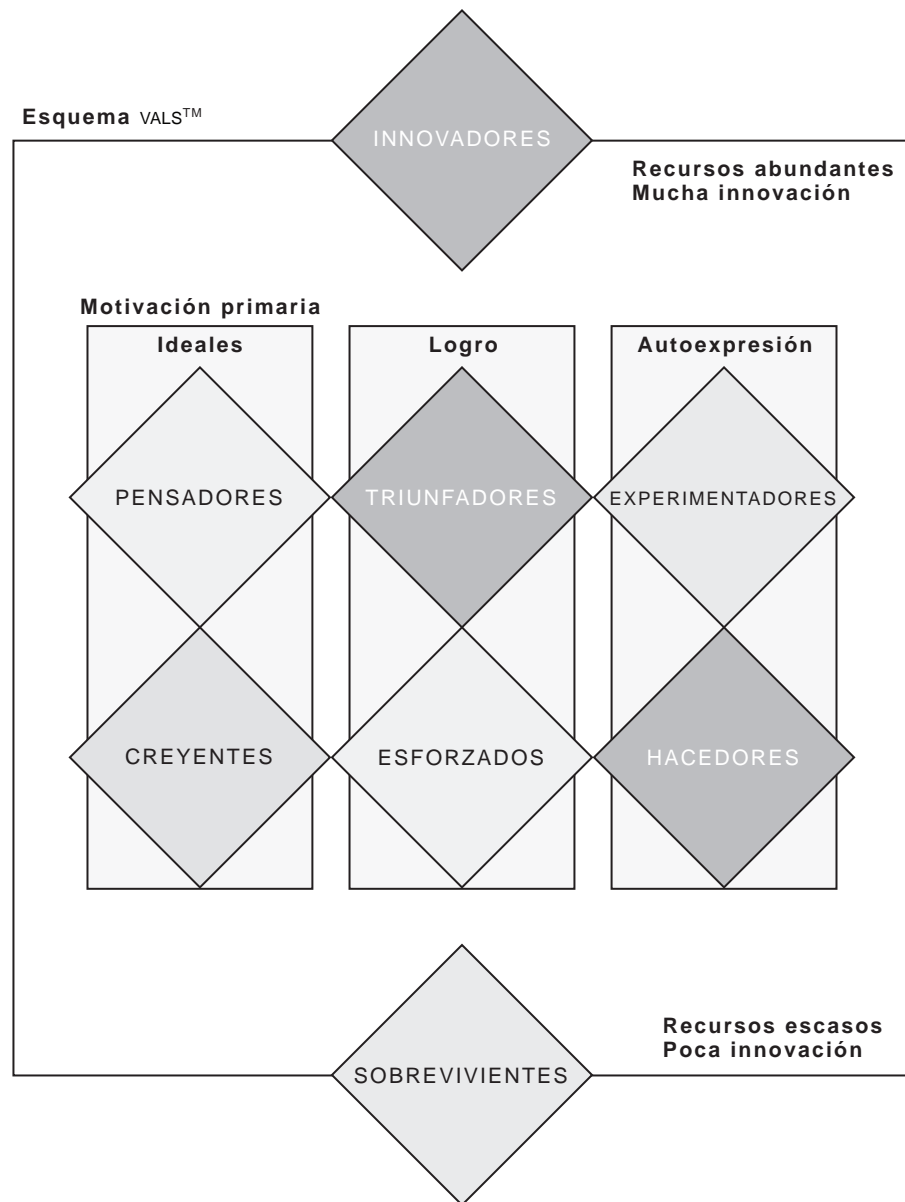 Esquema VALS™
INNOVADORES
Recursos abundantes
Mucha innovación
Motivación primaria
Ideales
Logro
Autoexpresión
PENSADORES
TRIUNFADORES
EXPERIMENTADORES
CREYENTES
ESFORZADOS
HACEDORES
Recursos escasos
Poca innovación
SOBREVIVIENTES